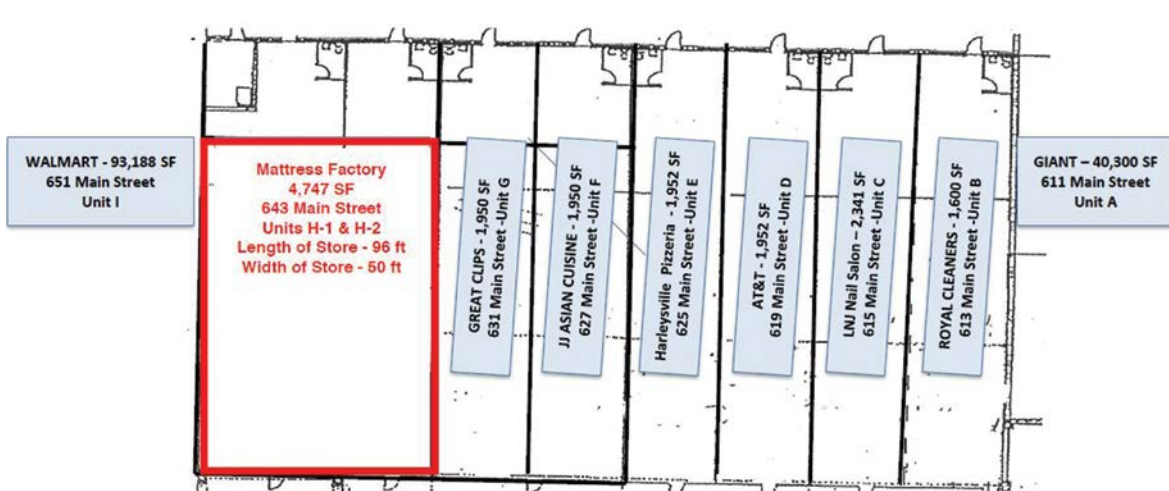 WALMART - 93,188 SF
651 Main Street
Unit I
Mattress Factory
4,747 SF
643 Main Street
Units H-1 & H-2
Length of Store - 96 ft
Width of Store - 50 ft
GREAT CLIPS - 1,950 SF
631 Main Street -Unit G
JJ ASIAN CUISINE - 1,950 SF
627 Main Street -Unit F
Harleysville Pizzeria - 1,952 SF
625 Main Street -Unit E
AT&T - 1,952 SF
619 Main Street -Unit D
LNJ Nail Salon – 2,341 SF
615 Main Street -Unit C
ROYAL CLEANERS - 1,600 SF
613 Main Street -Unit B
GIANT – 40,300 SF
611 Main Street
Unit A